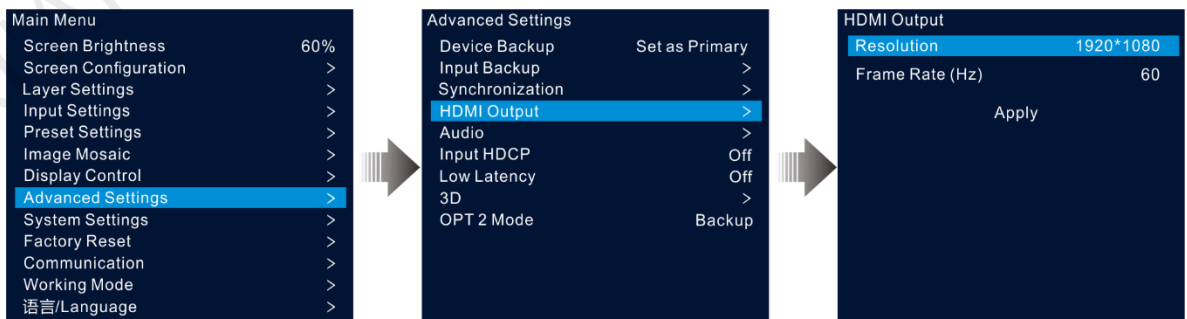 Main Menu
Screen Brightness 60%
Screen Configuration >
Layer Settings >
Input Settings >
Preset Settings >
Image Mosaic >
Display Control >
Advanced Settings >
System Settings >
Factory Reset >
Communication >
Working Mode >
语言/Language >
Advanced Settings
Device Backup Set as Primary
Input Backup >
Synchronization >
HDMI Output >
Audio >
Input HDCP Off
Low Latency Off
3D >
OPT 2 Mode Backup
HDMI Output
Resolution 1920*1080
Frame Rate (Hz) 60
Apply